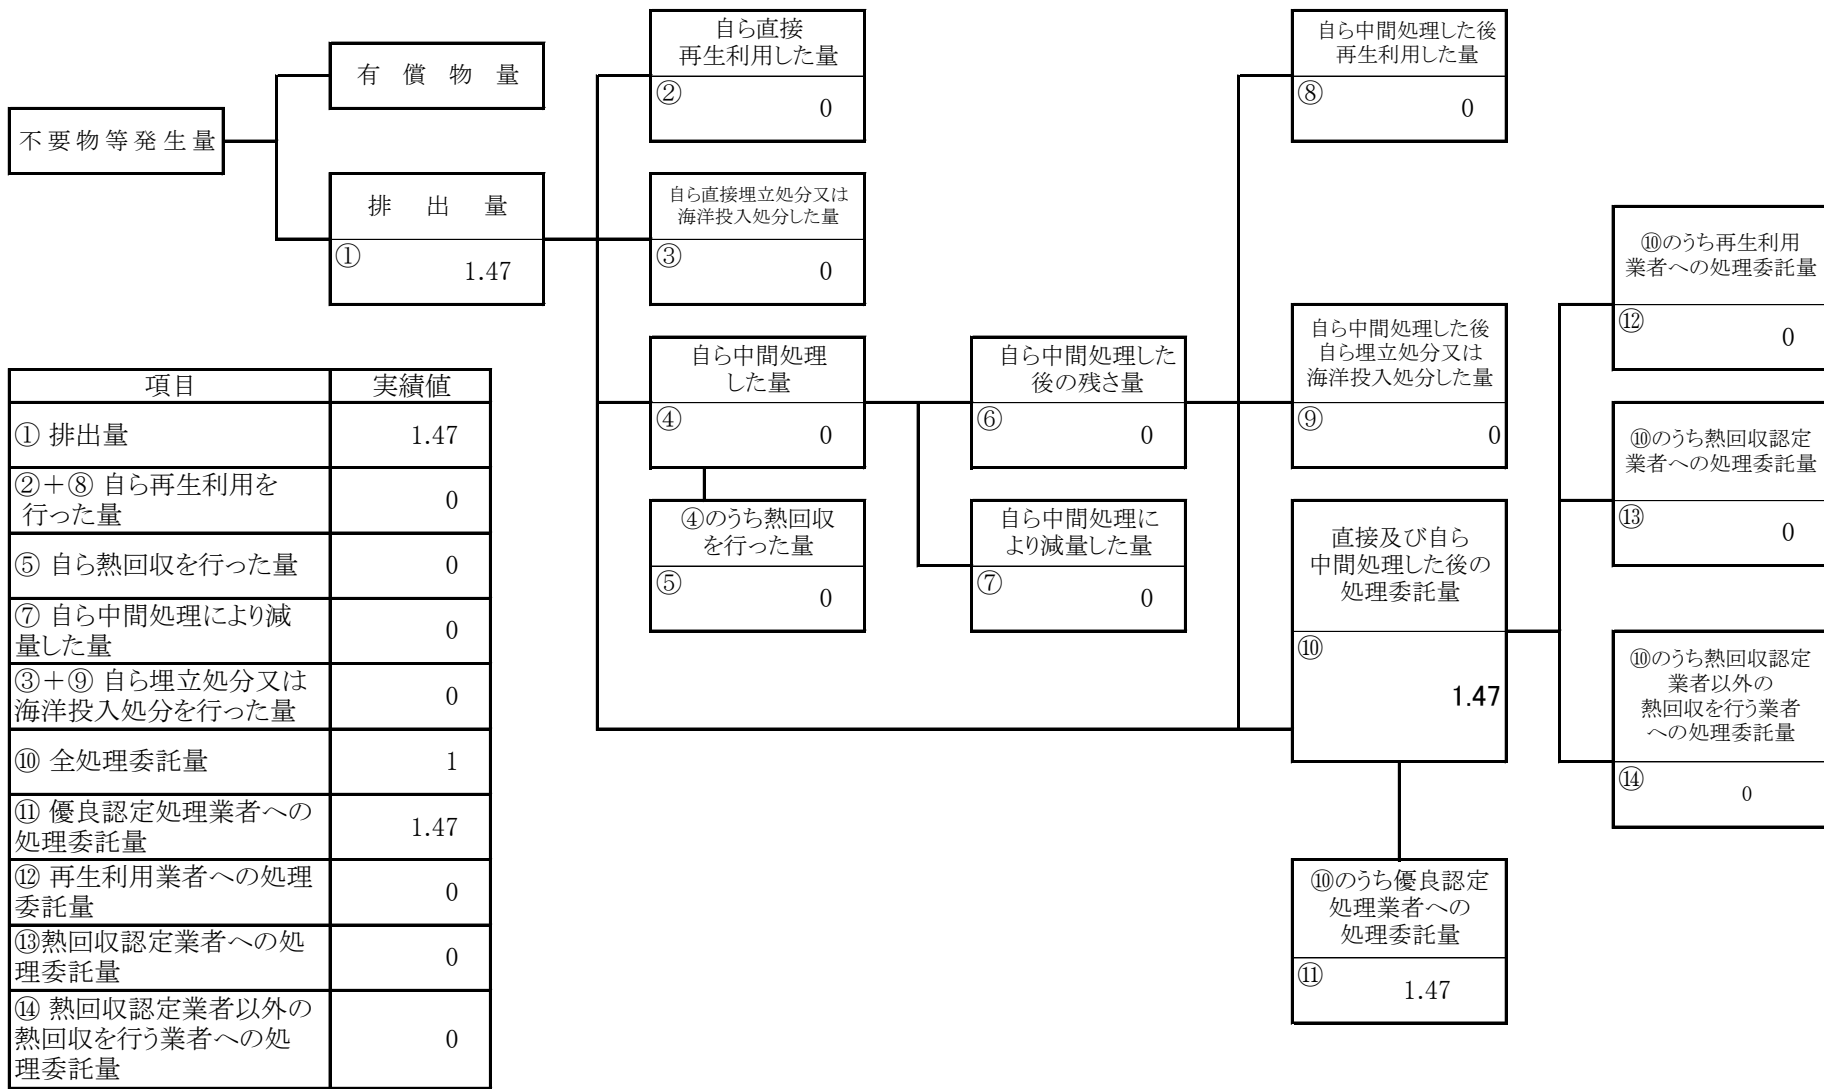 不要物等発生量
有償物量
排出量
①
1.47
自ら直接
再生利用した量
②
0
自ら直接埋立処分又は
海洋投入処分した量
③
0
自ら中間処理
した量
④
0
④のうち熱回収
を行った量
⑤
0
自ら中間処理した
後の残さ量
⑥
0
自ら中間処理に
より減量した量
⑦
0
自ら中間処理した後
再生利用した量
⑧
0
自ら中間処理した後
自ら埋立処分又は
海洋投入処分した量
⑨
0
直接及び自ら
中間処理した後の
処理委託量
⑩
1.47
⑩のうち優良認定
処理業者への
処理委託量
⑪
1.47
⑩のうち再生利用
業者への処理委託量
⑫
0
⑩のうち熱回収認定
業者への処理委託量
⑬
0
⑩のうち熱回収認定
業者以外の
熱回収を行う業者
への処理委託量
⑭
0
項目 実績値
① 排出量 1.47
②＋⑧ 自ら再生利用を
行った量 0
⑤ 自ら熱回収を行った量 0
⑦ 自ら中間処理により減
量した量 0
③＋⑨ 自ら埋立処分又は
海洋投入処分を行った量 0
⑩ 全処理委託量 1
⑪ 優良認定処理業者への
処理委託量 1.47
⑫ 再生利用業者への処理
委託量 0
⑬熱回収認定業者への処
理委託量 0
⑭ 熱回収認定業者以外の
熱回収を行う業者への処
理委託量 0